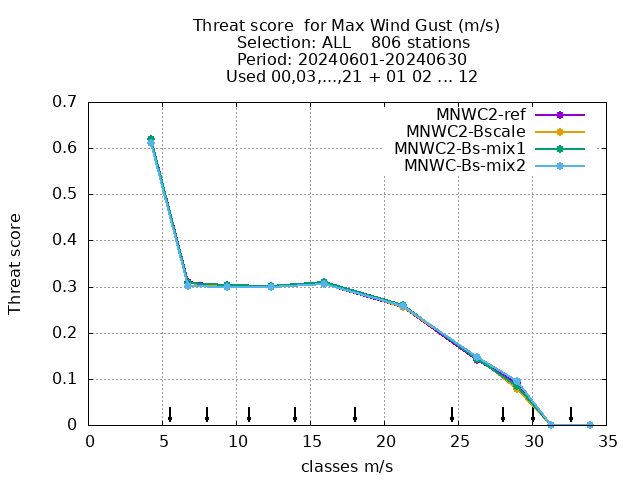 Threat score  for Max Wind Gust (m/s)
Selection: ALL    806 stations
Period: 20240601-20240630
Used 00,03,...,21 + 01 02 ... 12
MNWC2-ref
MNWC2-Bscale
MNWC2-Bs-mix1
MNWC-Bs-mix2
Threat score
0.7
0.6
0.5
0.4
0.3
0.2
0.1
0
0 5 10 15 20 25 30 35
classes m/s